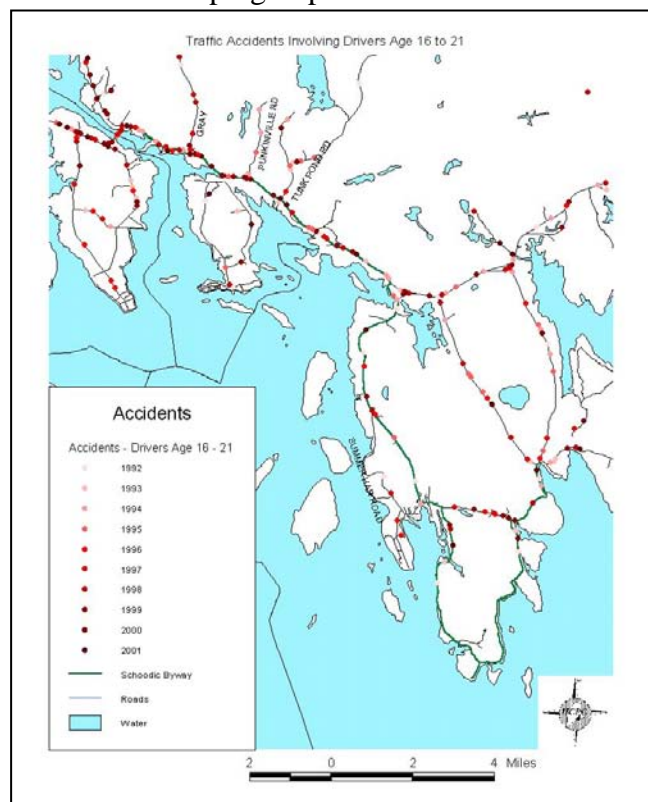 Traffic Accidents Involving Drivers Age 16 to 21
GRAY
PUNKINVILLE RD
TUNK POND RD
Accidents
Accidents - Drivers Age 16 - 21
1992
1993
1994
1995
1996
1997
1998
1999
2000
2001
Schoodic Byway
Roads
Water
ROAD
HCPC
2 0 2 4 Miles